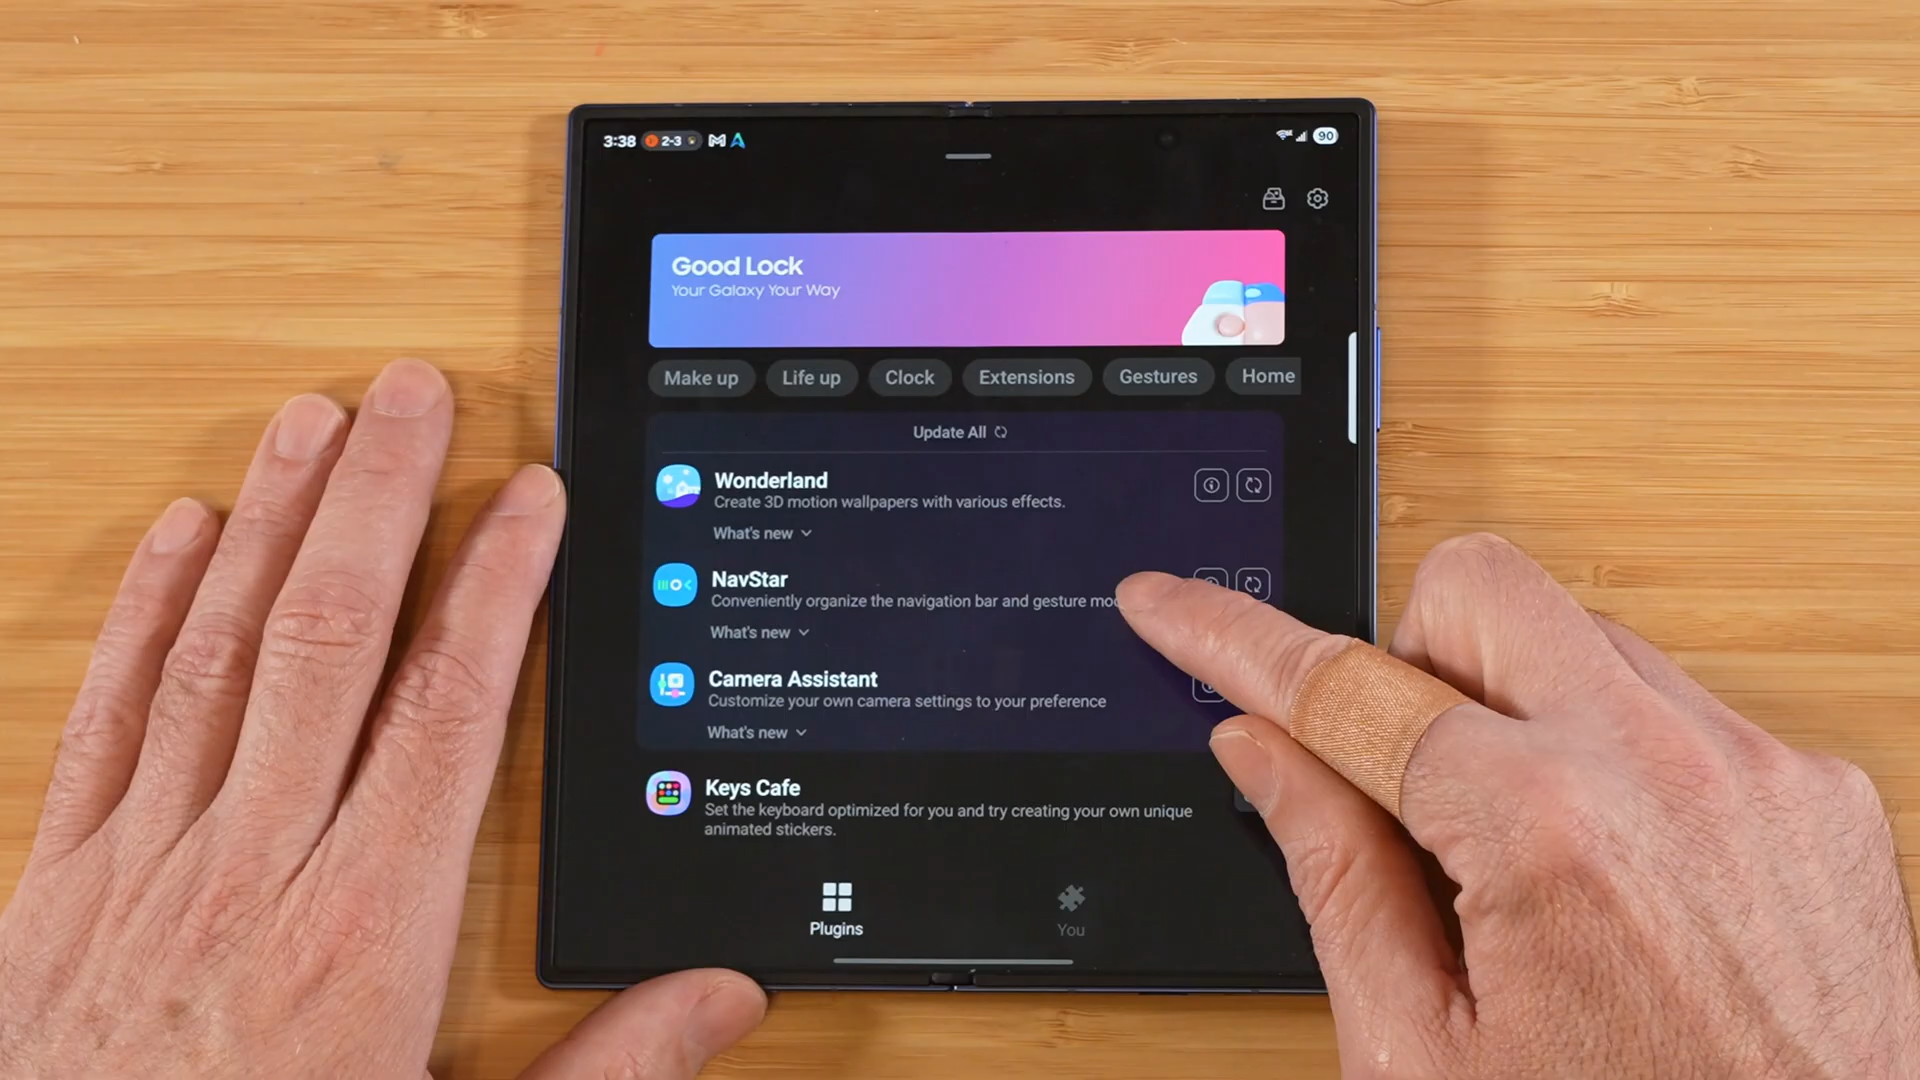 3:38 2-3 90
Good Lock
Your Galaxy Your Way
Make up Life up Clock Extensions Gestures Home
Update All
Wonderland
Create 3D motion wallpapers with various effects.
What's new
NavStar
Conveniently organize the navigation bar and gesture
What's new
Camera Assistant
Customize your own camera settings to your preference
What's new
Keys Cafe
Set the keyboard optimized for you and try creating your own unique
animated stickers.
Plugins You